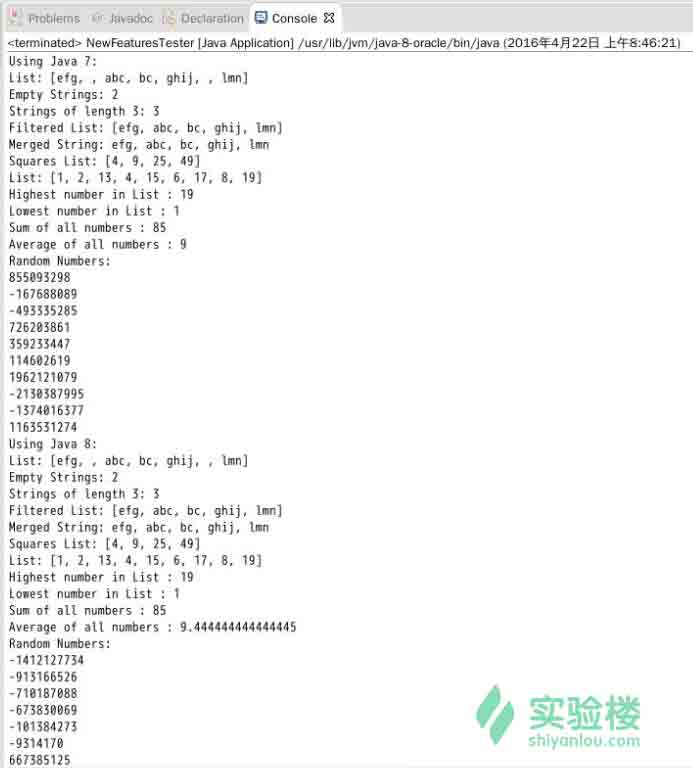 Problems @ Javadoc Declaration Console
<terminated> NewFeaturesTester [Java Application] /usr/lib/jvm/java-8-oracle/bin/java (2016年4月22日 上午8:46:21)
Using Java 7:
List: [efg, , abc, bc, ghij, , lmn]
Empty Strings: 2
Strings of length 3: 3
Filtered List: [efg, abc, bc, ghij, lmn]
Merged String: efg, abc, bc, ghij, lmn
Squares List: [4, 9, 25, 49]
List: [1, 2, 13, 4, 15, 6, 17, 8, 19]
Highest number in List : 19
Lowest number in List : 1
Sum of all numbers : 85
Average of all numbers : 9
Random Numbers:
855093298
-167688089
-493335285
726203861
359233447
114602619
1962121079
-2130387995
-1374016377
1163531274
Using Java 8:
List: [efg, , abc, bc, ghij, , lmn]
Empty Strings: 2
Strings of length 3: 3
Filtered List: [efg, abc, bc, ghij, lmn]
Merged String: efg, abc, bc, ghij, lmn
Squares List: [4, 9, 25, 49]
List: [1, 2, 13, 4, 15, 6, 17, 8, 19]
Highest number in List : 19
Lowest number in List : 1
Sum of all numbers : 85
Average of all numbers : 9.444444444444445
Random Numbers:
-1412127734
-913166526
-710187088
-673830069
-101384273
-9314170
667385125
实验楼
shiyanlou.com